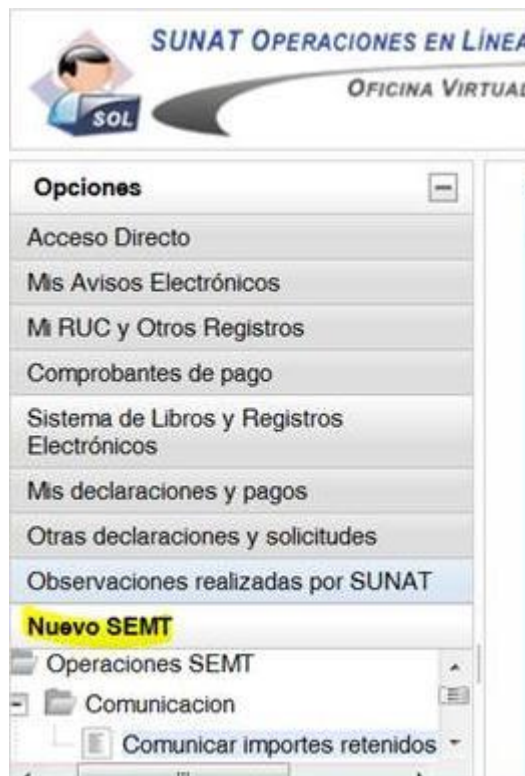 SUNAT OPERACIONES EN LÍNEA
OFICINA VIRTUAL
SOL
Opciones
Acceso Directo
Mis Avisos Electrónicos
Mi RUC y Otros Registros
Comprobantes de pago
Sistema de Libros y Registros
Electrónicos
Mis declaraciones y pagos
Otras declaraciones y solicitudes
Observaciones realizadas por SUNAT
Nuevo SEMT
Operaciones SEMT
Comunicacion
Comunicar importes retenidos